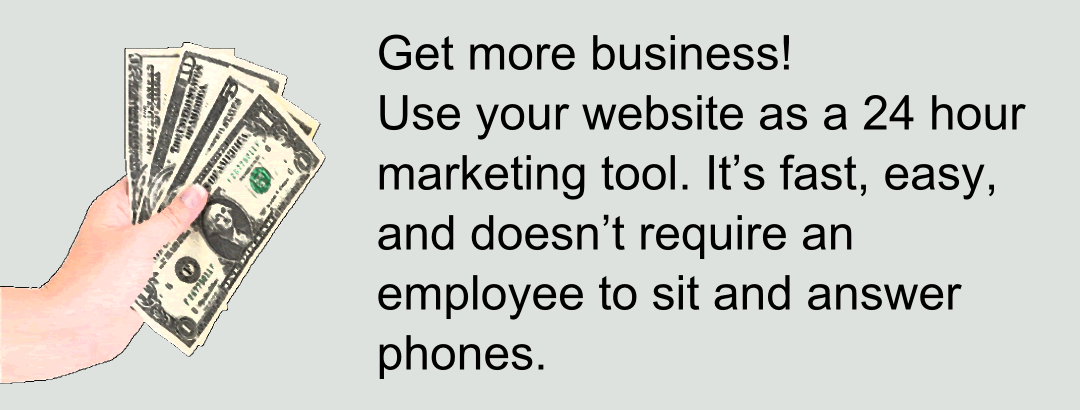 Get more business!
Use your website as a 24 hour
marketing tool. It’s fast, easy,
and doesn’t require an
employee to sit and answer
phones.